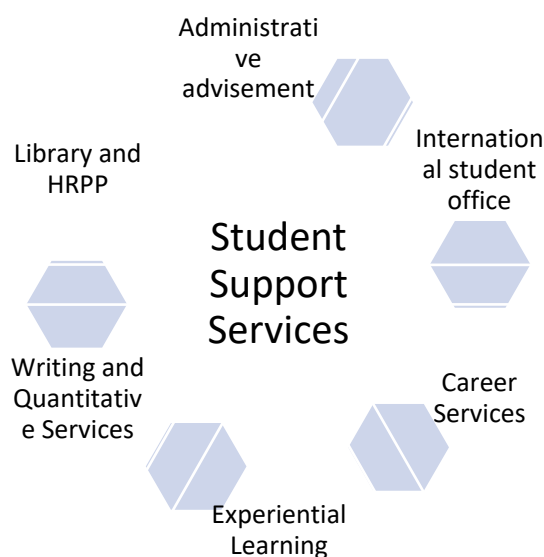 Administrati
ve
advisement
International
al student
office
Library and
HRPP
Student
Support
Services
Career
Services
Writing and
Quantitativ
e Services
Experiential
Learning